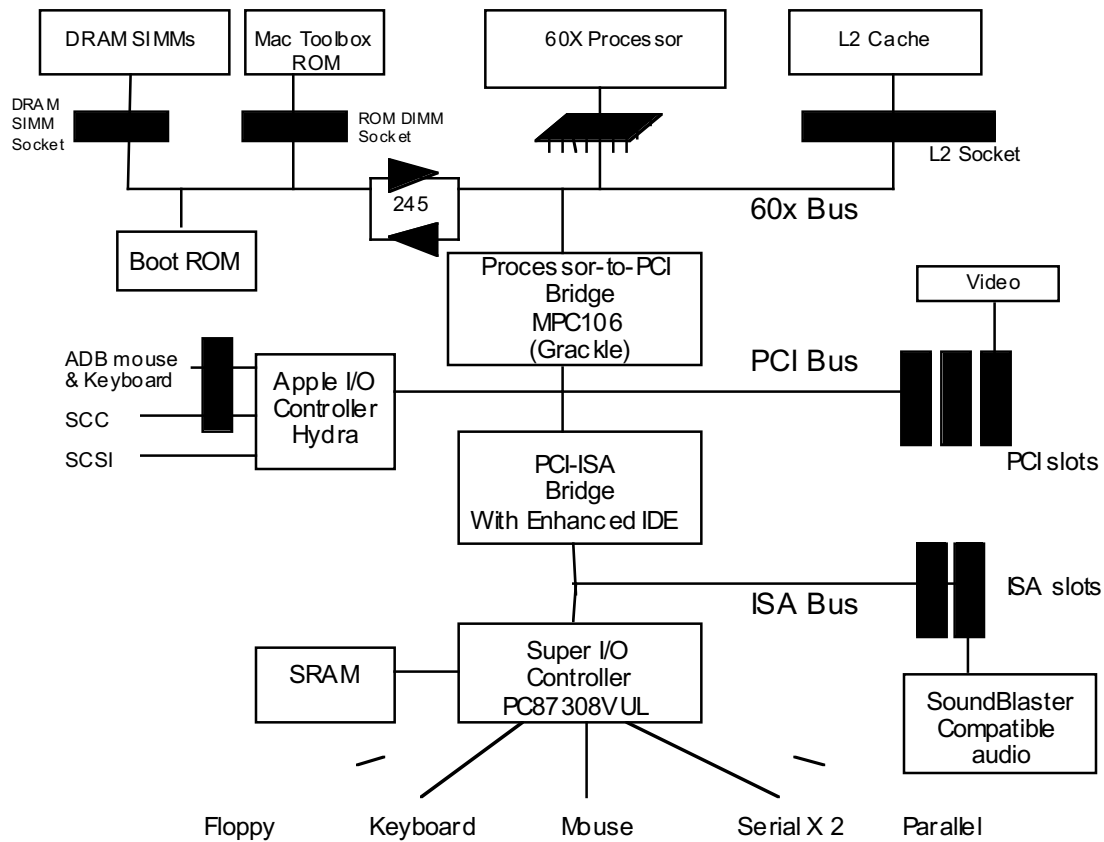 DRAM SIMMs
Mac Toolbox
ROM
60X Processor
L2 Cache
DRAM
SIMM
Socket
ROM DIMM
Socket
L2 Socket
245
60x Bus
Boot ROM
Processor-to-PCI
Bridge
MPC106
(Grackle)
Video
ADB mouse
& Keyboard
SCC
SCSI
Apple I/O
Controller
Hydra
PCI Bus
PCI slots
PCI-ISA
Bridge
With Enhanced IDE
ISA Bus
ISA slots
SRAM
Super I/O
Controller
PC87308VUL
SoundBlaster
Compatible
audio
Floppy
Keyboard
Mouse
Serial X 2
Parallel